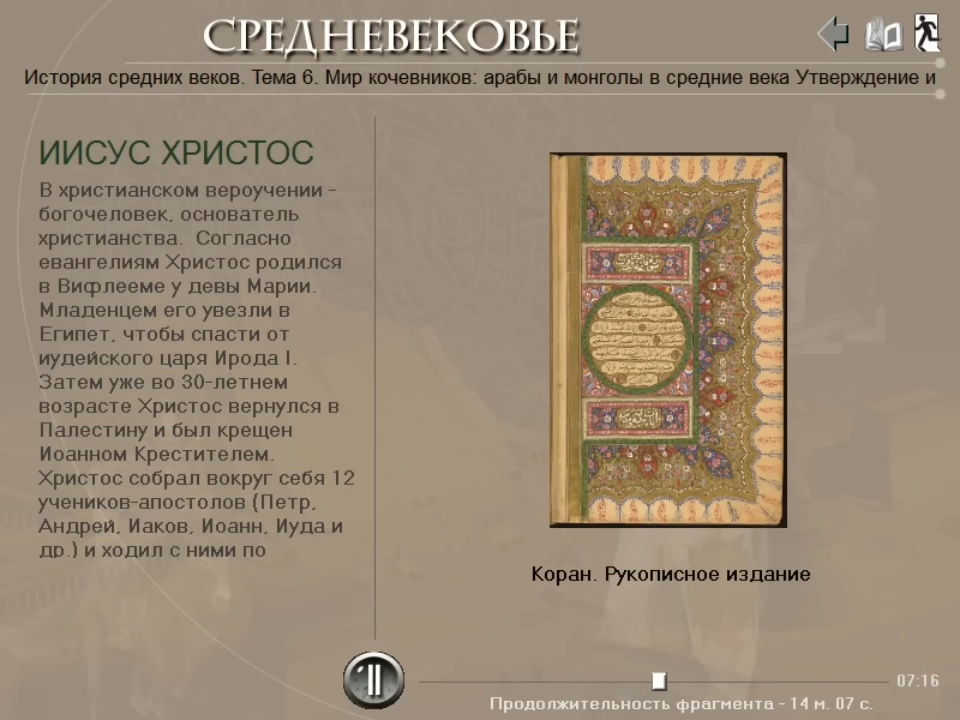 СРЕДНЕВЕКОВЬЕ
История средних веков. Тема 6. Мир кочевников: арабы и монголы в средние века Утверждение и
ИИСУС ХРИСТОС
В христианском вероучении -
богочеловек, основатель
христианства.  Согласно
евангелиям Христос родился
в Вифлееме у девы Марии.
Младенцем его увезли в
Египет, чтобы спасти от
иудейского царя Ирода I.
Затем уже во 30-летнем
возрасте Христос вернулся в
Палестину и был крещен
Иоанном Крестителем.
Христос собрал вокруг себя 12
учеников-апостолов (Петр,
Андрей, Иаков, Иоанн, Иуда и
др.) и ходил с ними по
Коран. Рукописное издание
07:16
Продолжительность фрагмента - 14 м. 07 с.